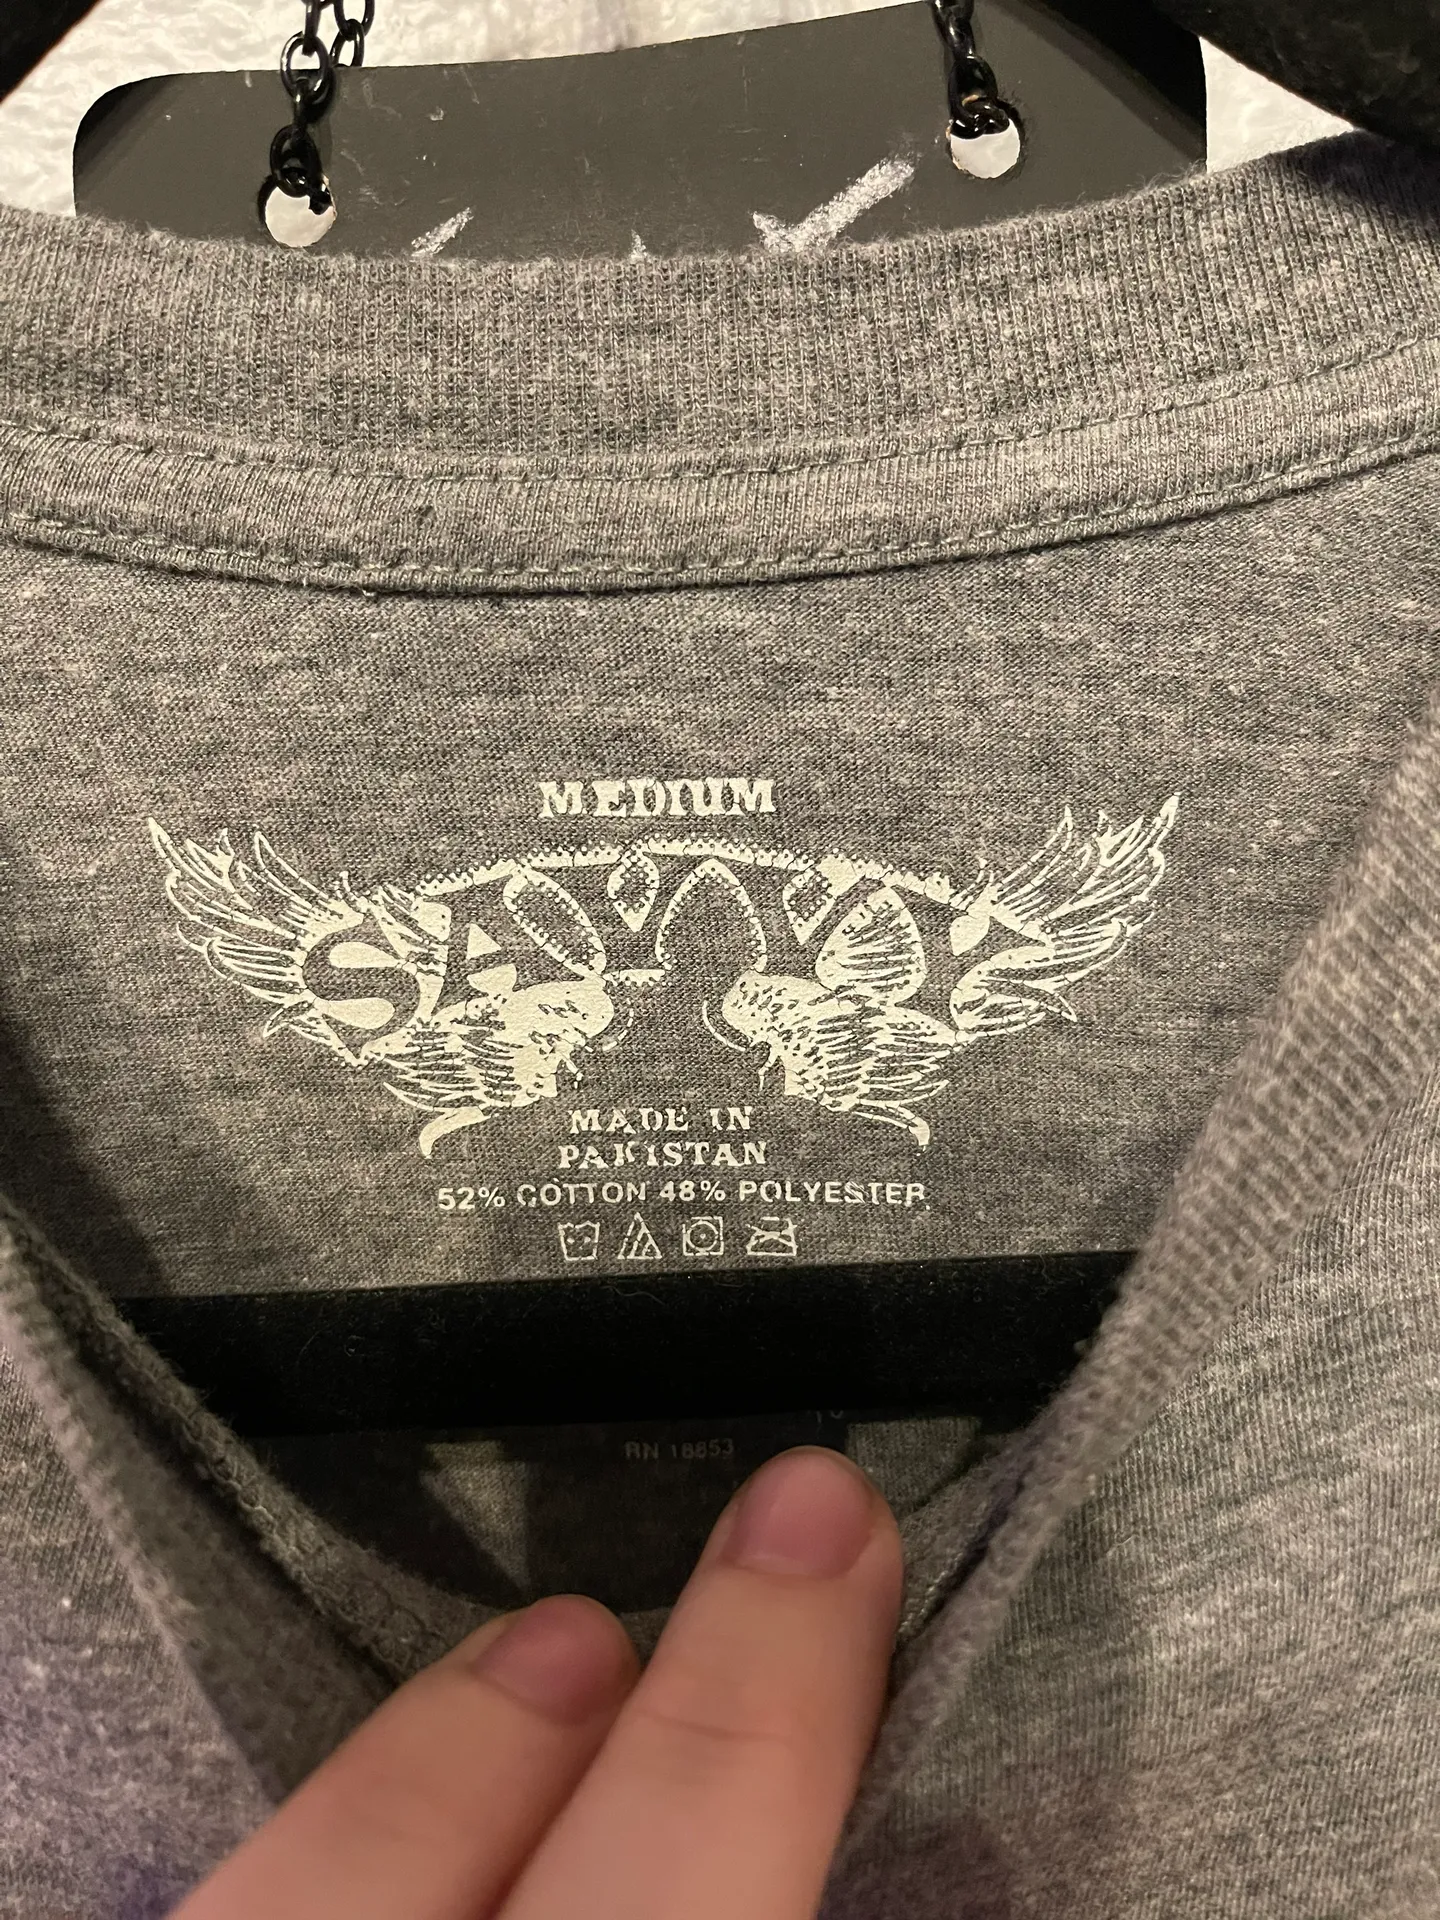 MEDIUM
MADE IN
PAKISTAN
52% COTTON 48% POLYESTER
RN 18853